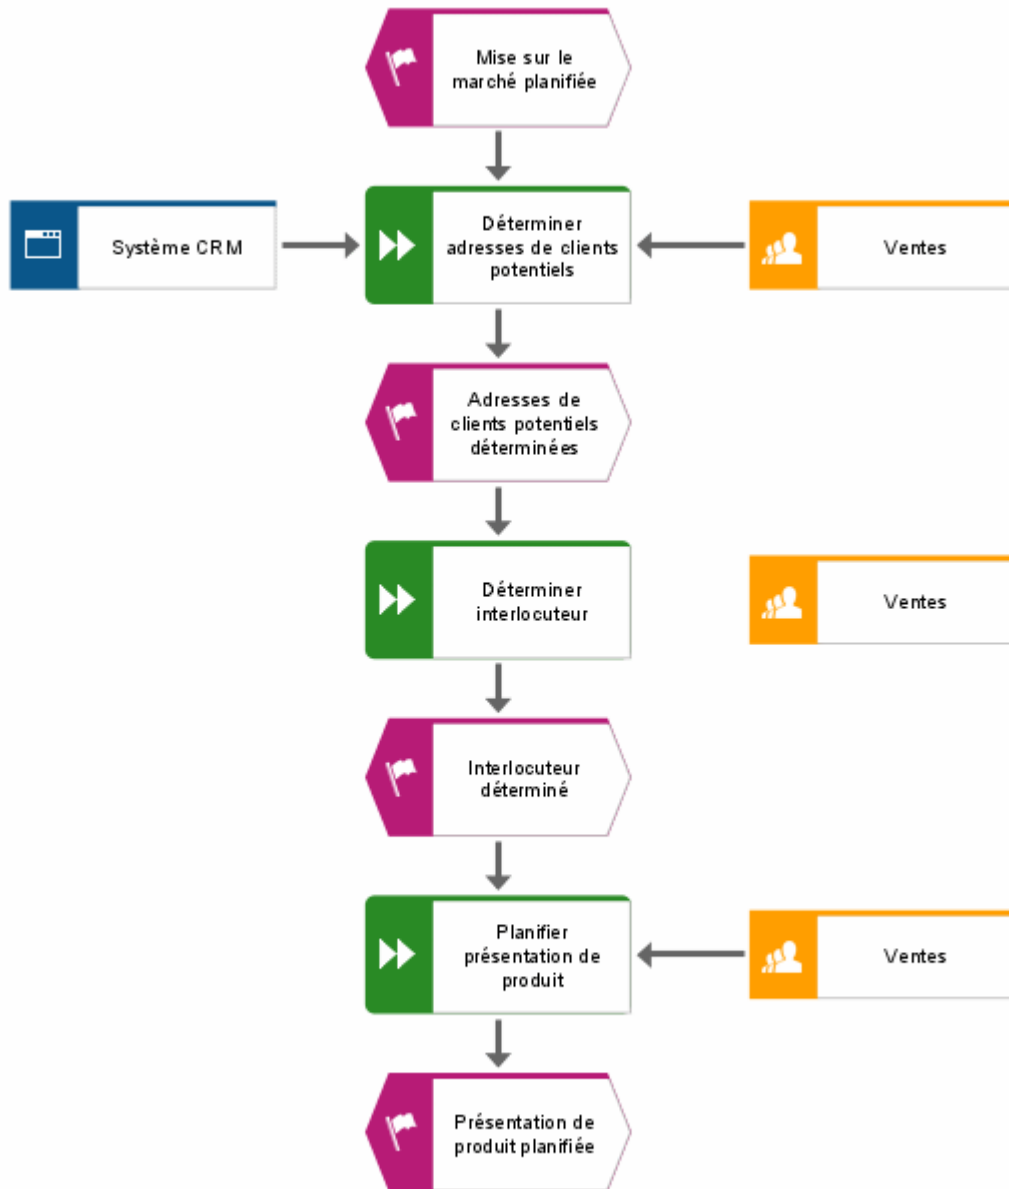 Mise sur le
marché planifiée
Système CRM
Déterminer
adresses de clients
potentiels
Ventes
Adresses de
clients potentiels
déterminées
Déterminer
interlocuteur
Ventes
Interlocuteur
déterminé
Planifier
présentation de
produit
Ventes
Présentation de
produit planifiée